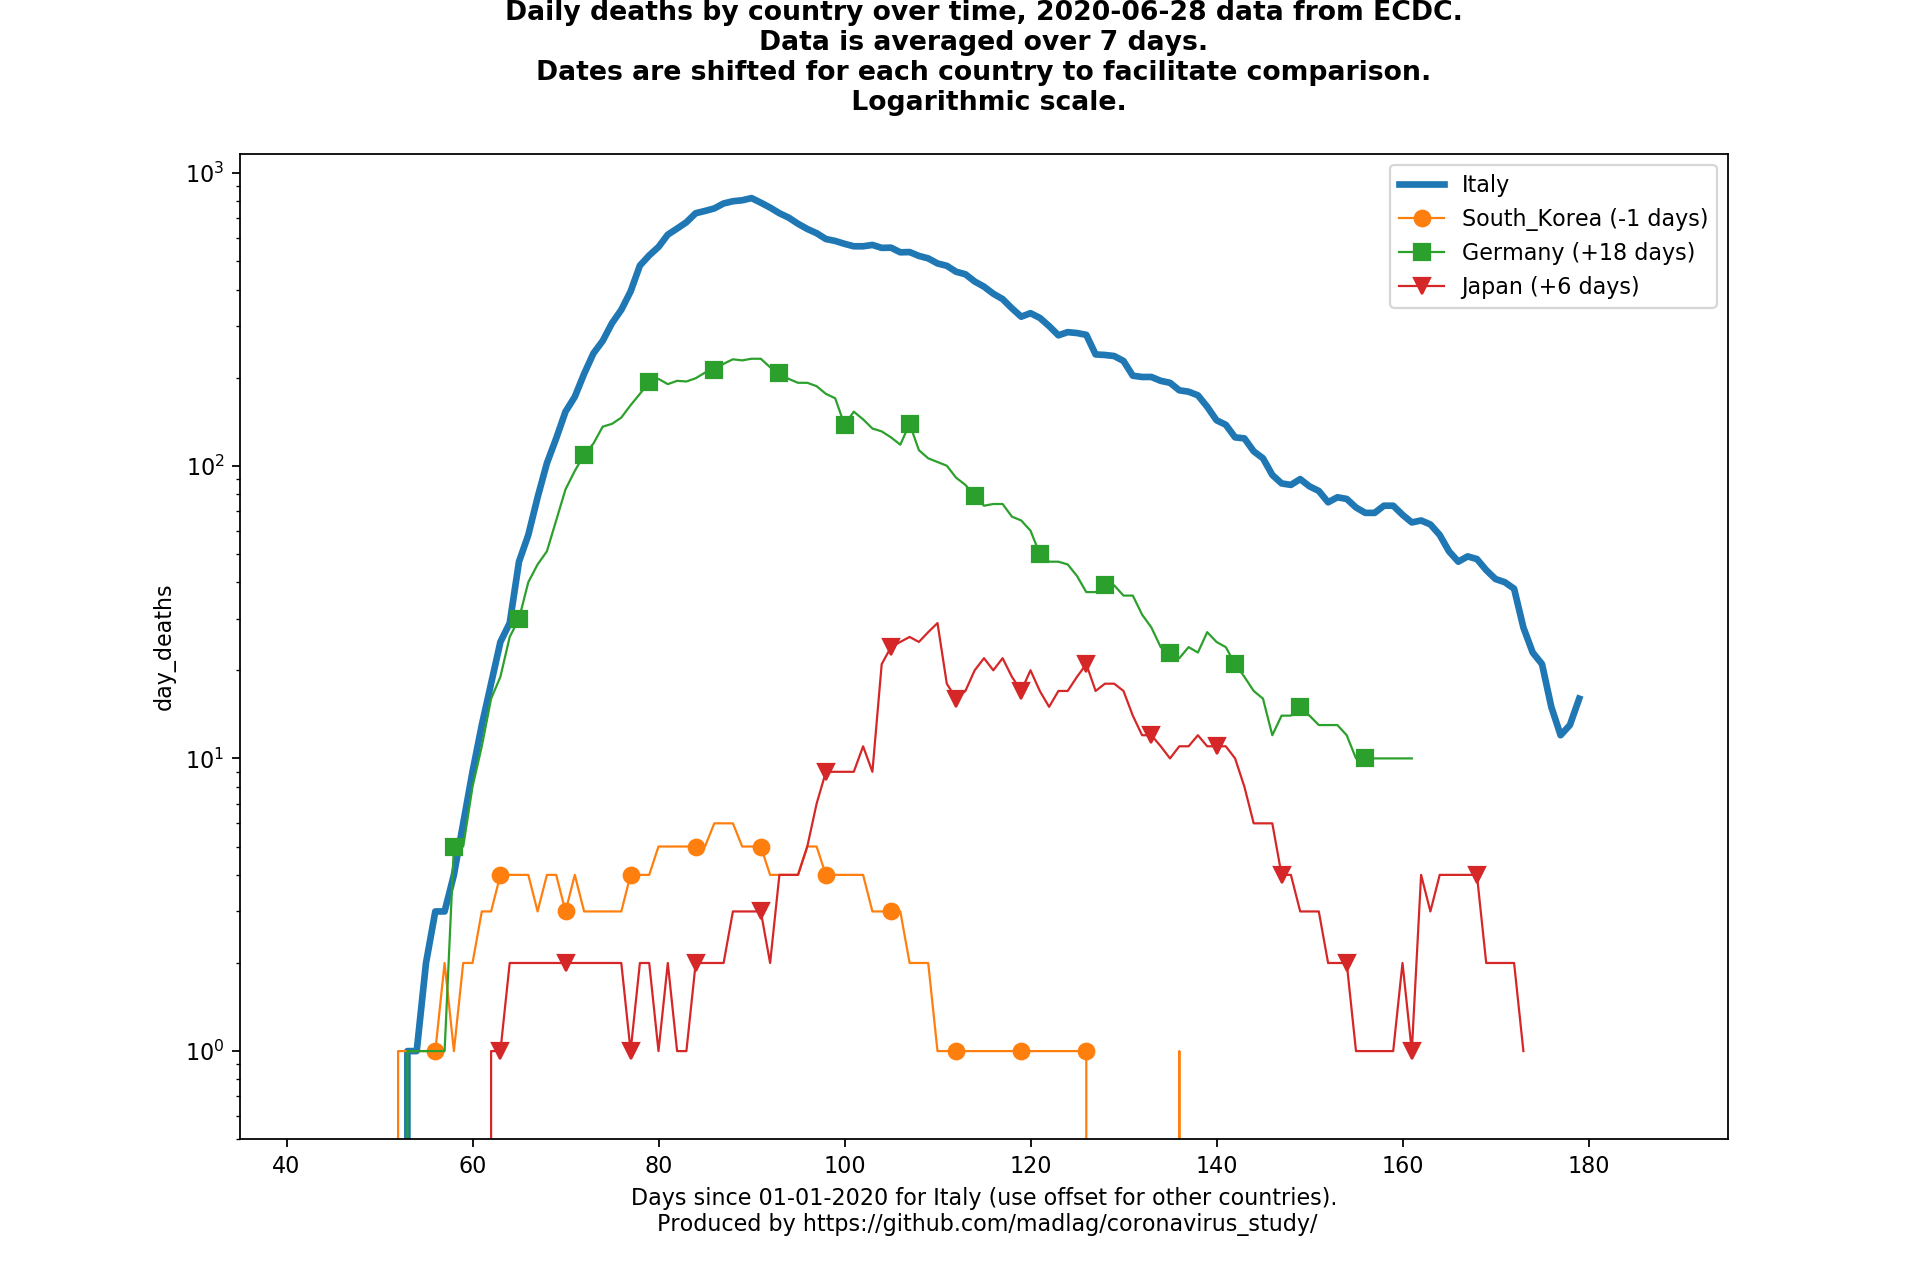 Daily deaths by country over time, 2020-06-28 data from ECDC.
Data is averaged over 7 days.
Dates are shifted for each country to facilitate comparison.
Logarithmic scale.
Italy
South_Korea (-1 days)
Germany (+18 days)
Japan (+6 days)
day_deaths
10³
10²
10¹
10⁰
40 60 80 100 120 140 160 180
Days since 01-01-2020 for Italy (use offset for other countries).
Produced by https://github.com/madlag/coronavirus_study/